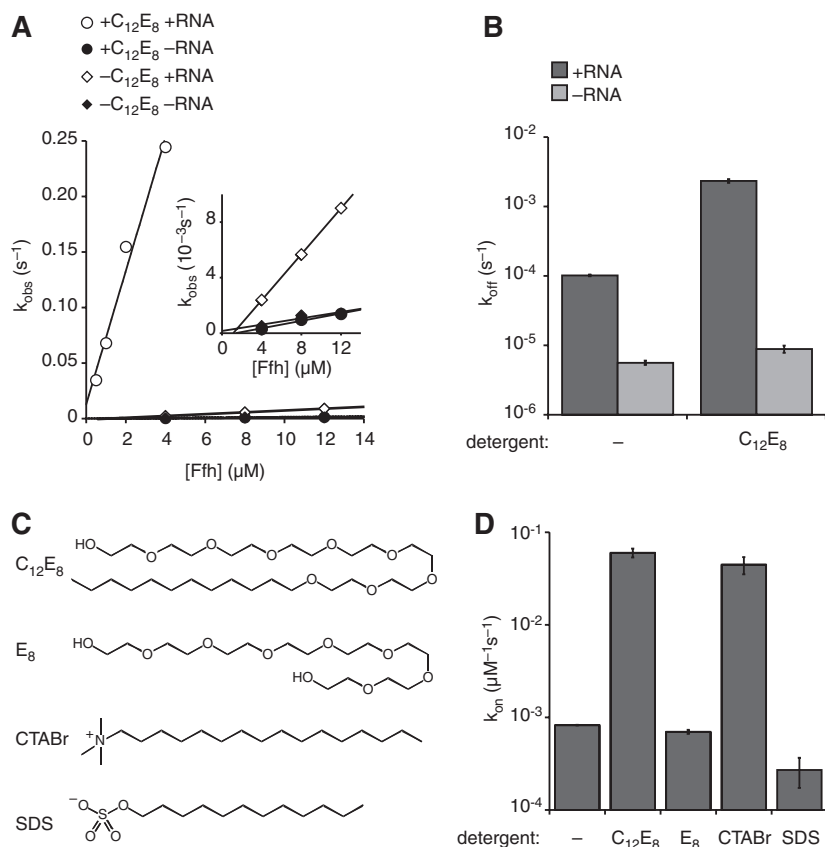 A
+C₁₂E₈ +RNA
+C₁₂E₈ –RNA
–C₁₂E₈ +RNA
–C₁₂E₈ –RNA
0.25
0.20
0.15
0.10
0.05
0
k_obs (s⁻¹)
0 2 4 6 8 10 12 14
[Ffh] (µM)
8
4
0
k_obs (10⁻³s⁻¹)
0 4 8 12
[Ffh] (µM)
B
+RNA
–RNA
10⁻²
10⁻³
10⁻⁴
10⁻⁵
10⁻⁶
k_off (s⁻¹)
detergent: – C₁₂E₈
C
C₁₂E₈
HO O O O O O
O O O
E₈
HO O O O O O
HO O O
CTABr
+
N
SDS
⁻O O
S
O O
D
10⁻¹
10⁻²
10⁻³
10⁻⁴
k_on (µM⁻¹s⁻¹)
detergent: – C₁₂E₈ E₈ CTABr SDS